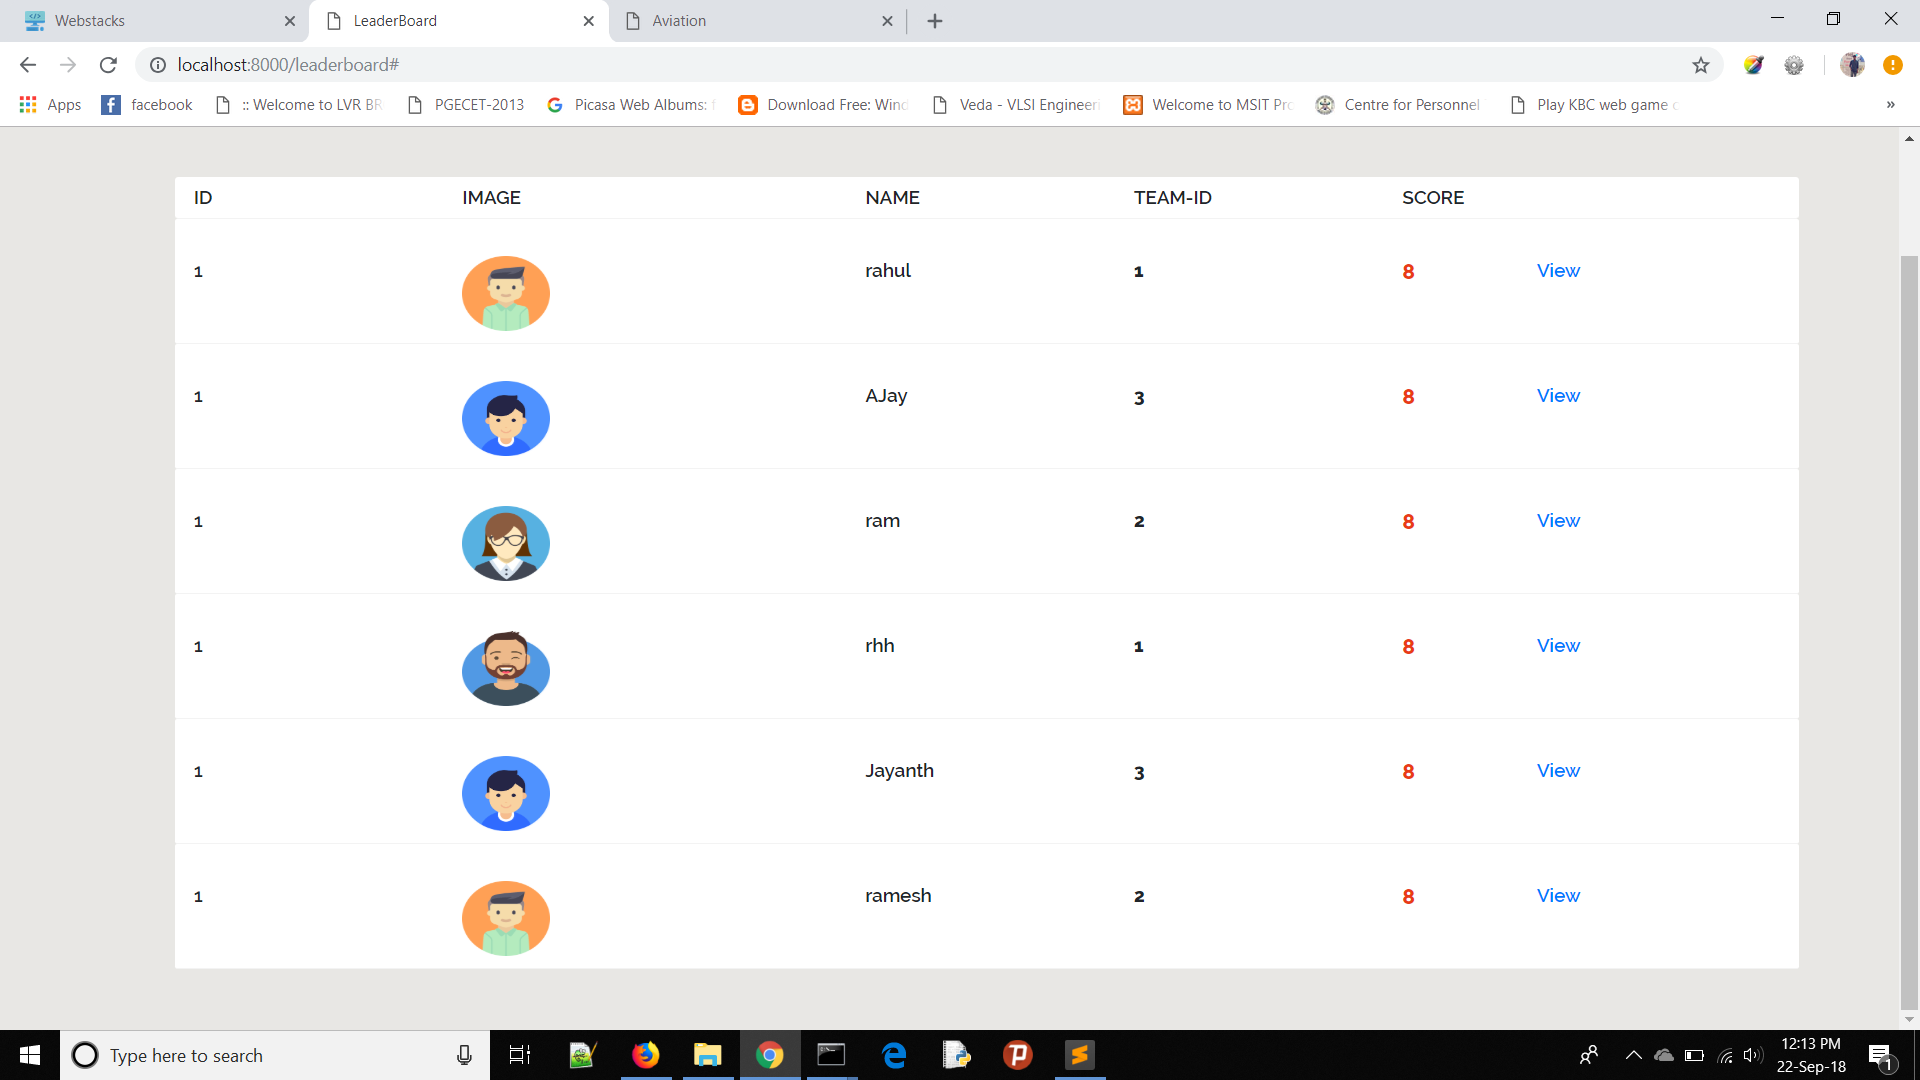 Webstacks LeaderBoard Aviation
localhost:8000/leaderboard#
Apps facebook :: Welcome to LVR BR PGECET-2013 Picasa Web Albums: Download Free: Wind Veda - VLSI Engineeri Welcome to MSIT Pro Centre for Personnel Play KBC web game »
ID IMAGE NAME TEAM-ID SCORE
1 rahul 1 8 View
1 AJay 3 8 View
1 ram 2 8 View
1 rhh 1 8 View
1 Jayanth 3 8 View
1 ramesh 2 8 View
Type here to search
12:13 PM
22-Sep-18
1